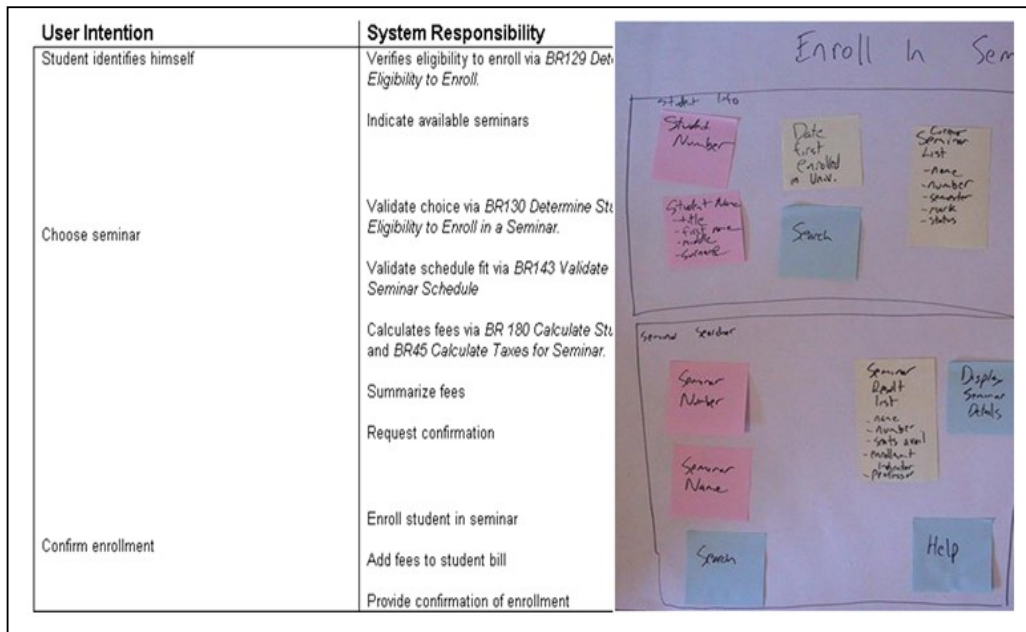 User Intention
System Responsibility
Student identifies himself
Verifies eligibility to enroll via BR129 Det
Eligibility to Enroll.
Indicate available seminars
Choose seminar
Validate choice via BR130 Determine Stu
Eligibility to Enroll in a Seminar.
Validate schedule fit via BR143 Validate
Seminar Schedule
Calculates fees via BR 180 Calculate Stu
and BR45 Calculate Taxes for Seminar.
Summarize fees
Request confirmation
Confirm enrollment
Enroll student in seminar
Add fees to student bill
Provide confirmation of enrollment
Enroll In Sem
Student Info
Student
Number
Date
first
enrolled
in Univ.
Seminar
List
-name
-number
-semester
-mark
-status
Student Name
-title
-first name
-middle
-surname
Search
Seminar
Seminar
Number
Seminar
Result
list
-name
-number
-seats avail
-enrollment
indicator
-professor
Display
Seminar
Details
Seminar
Name
Search
Help